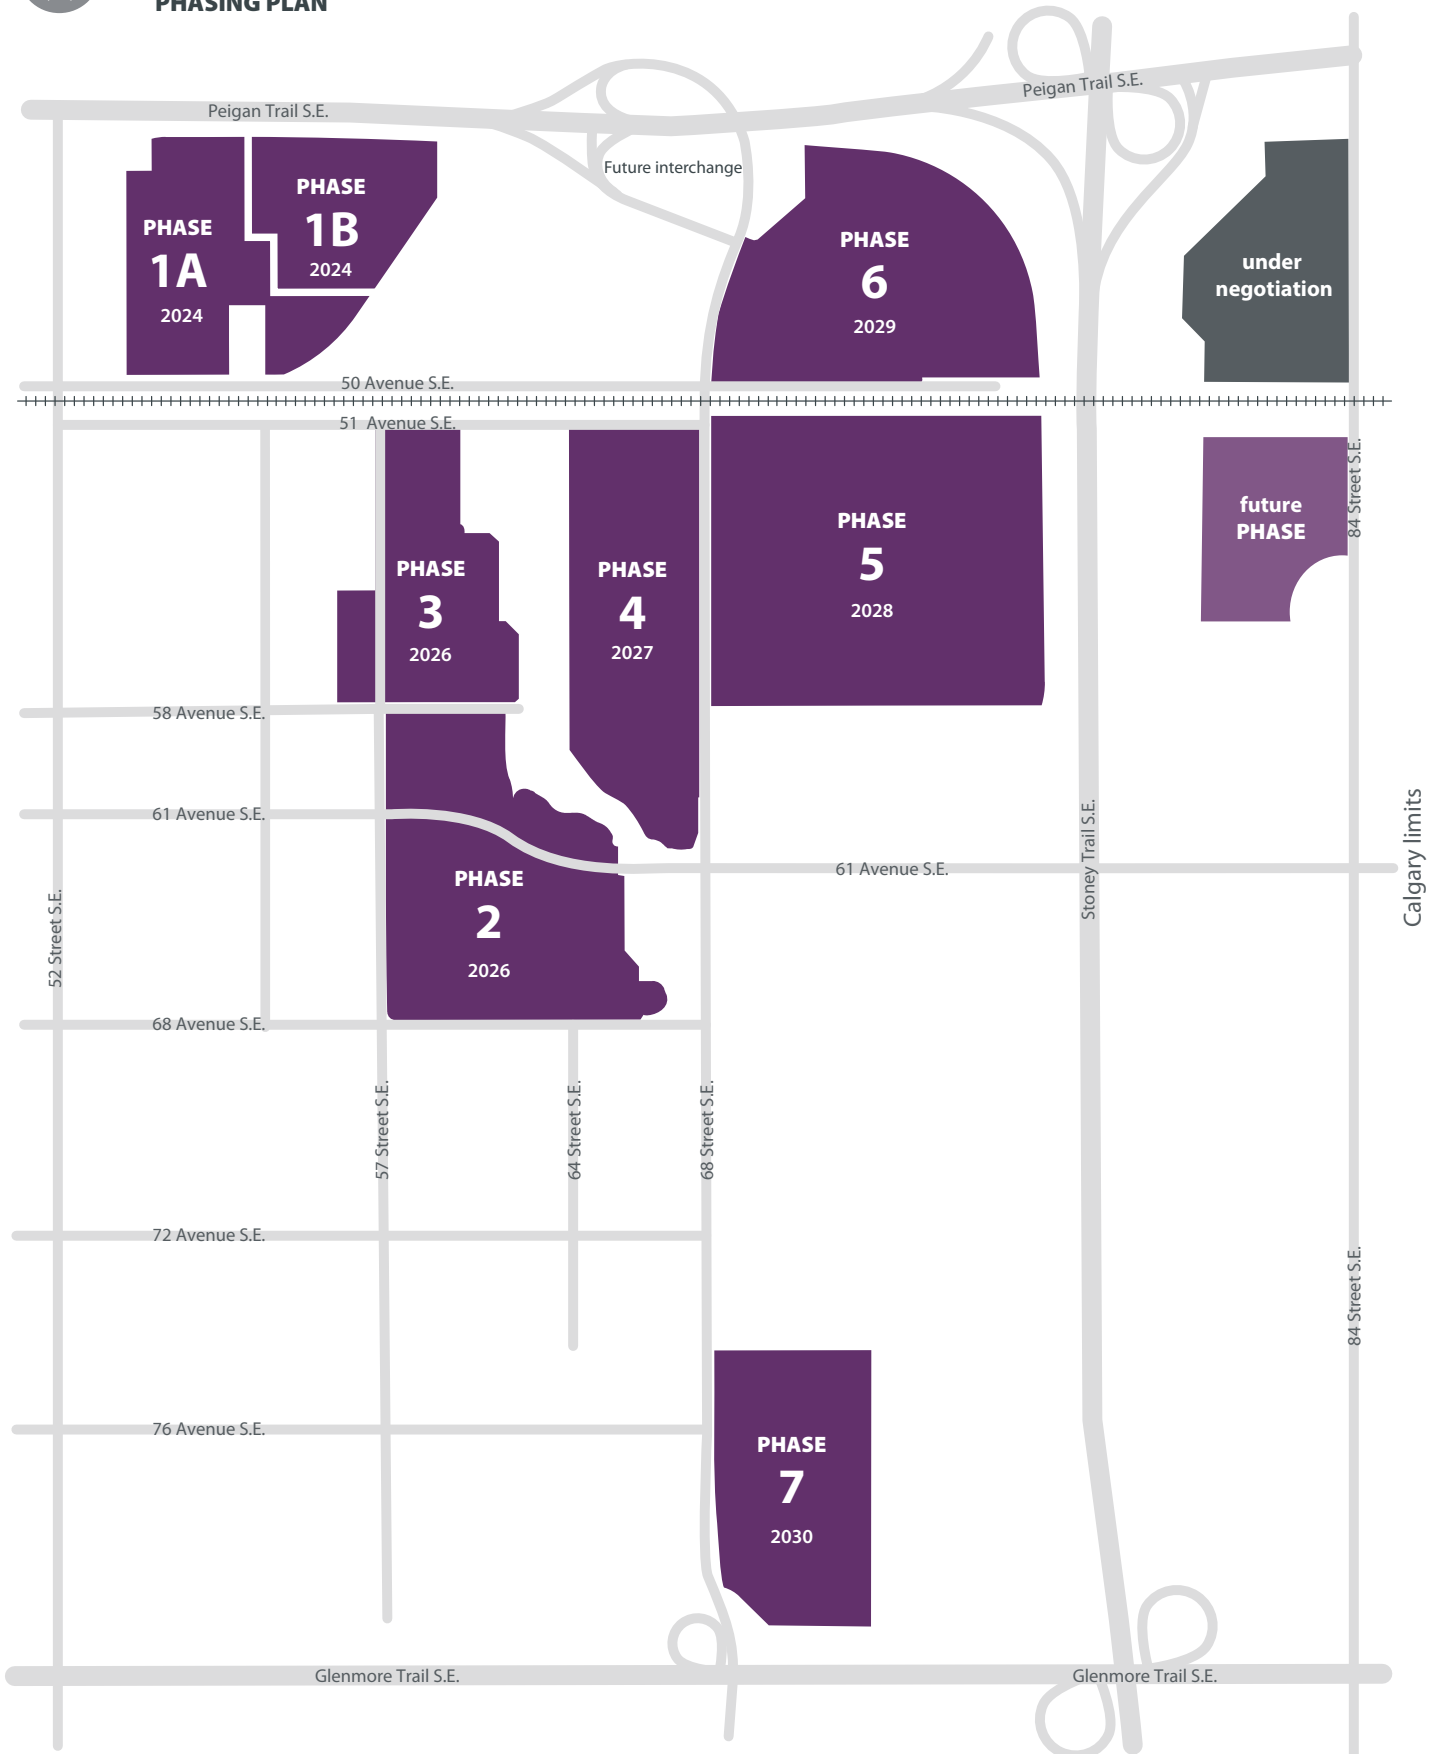 PHASING PLAN
Peigan Trail S.E.
Peigan Trail S.E.
Future interchange
PHASE
1A
2024
PHASE
1B
2024
PHASE
6
2029
under
negotiation
50 Avenue S.E.
51 Avenue S.E.
PHASE
3
2026
PHASE
4
2027
PHASE
5
2028
future
PHASE
84 Street S.E.
58 Avenue S.E.
61 Avenue S.E.
61 Avenue S.E.
Stoney Trail S.E.
Calgary limits
52 Street S.E.
PHASE
2
2026
68 Avenue S.E.
57 Street S.E.
64 Street S.E.
68 Street S.E.
72 Avenue S.E.
84 Street S.E.
76 Avenue S.E.
PHASE
7
2030
Glenmore Trail S.E.
Glenmore Trail S.E.